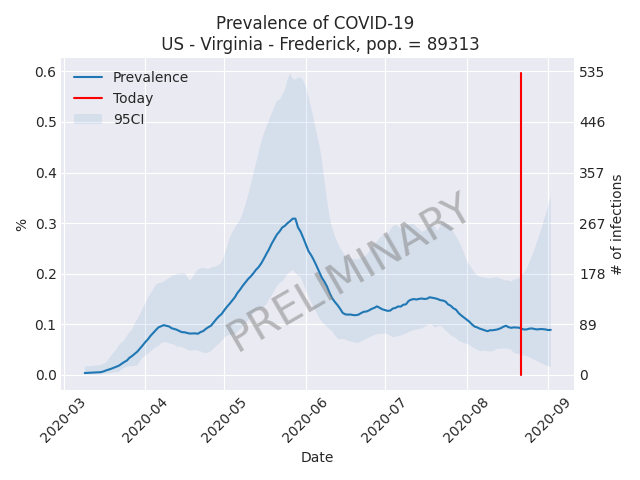 Prevalence of COVID-19
US - Virginia - Frederick, pop. = 89313
Prevalence
Today
95CI
0.6
0.5
0.4
0.3
0.2
0.1
0.0
%
535
446
357
267
178
89
0
# of infections
PRELIMINARY
2020-03
2020-04
2020-05
2020-06
2020-07
2020-08
2020-09
Date